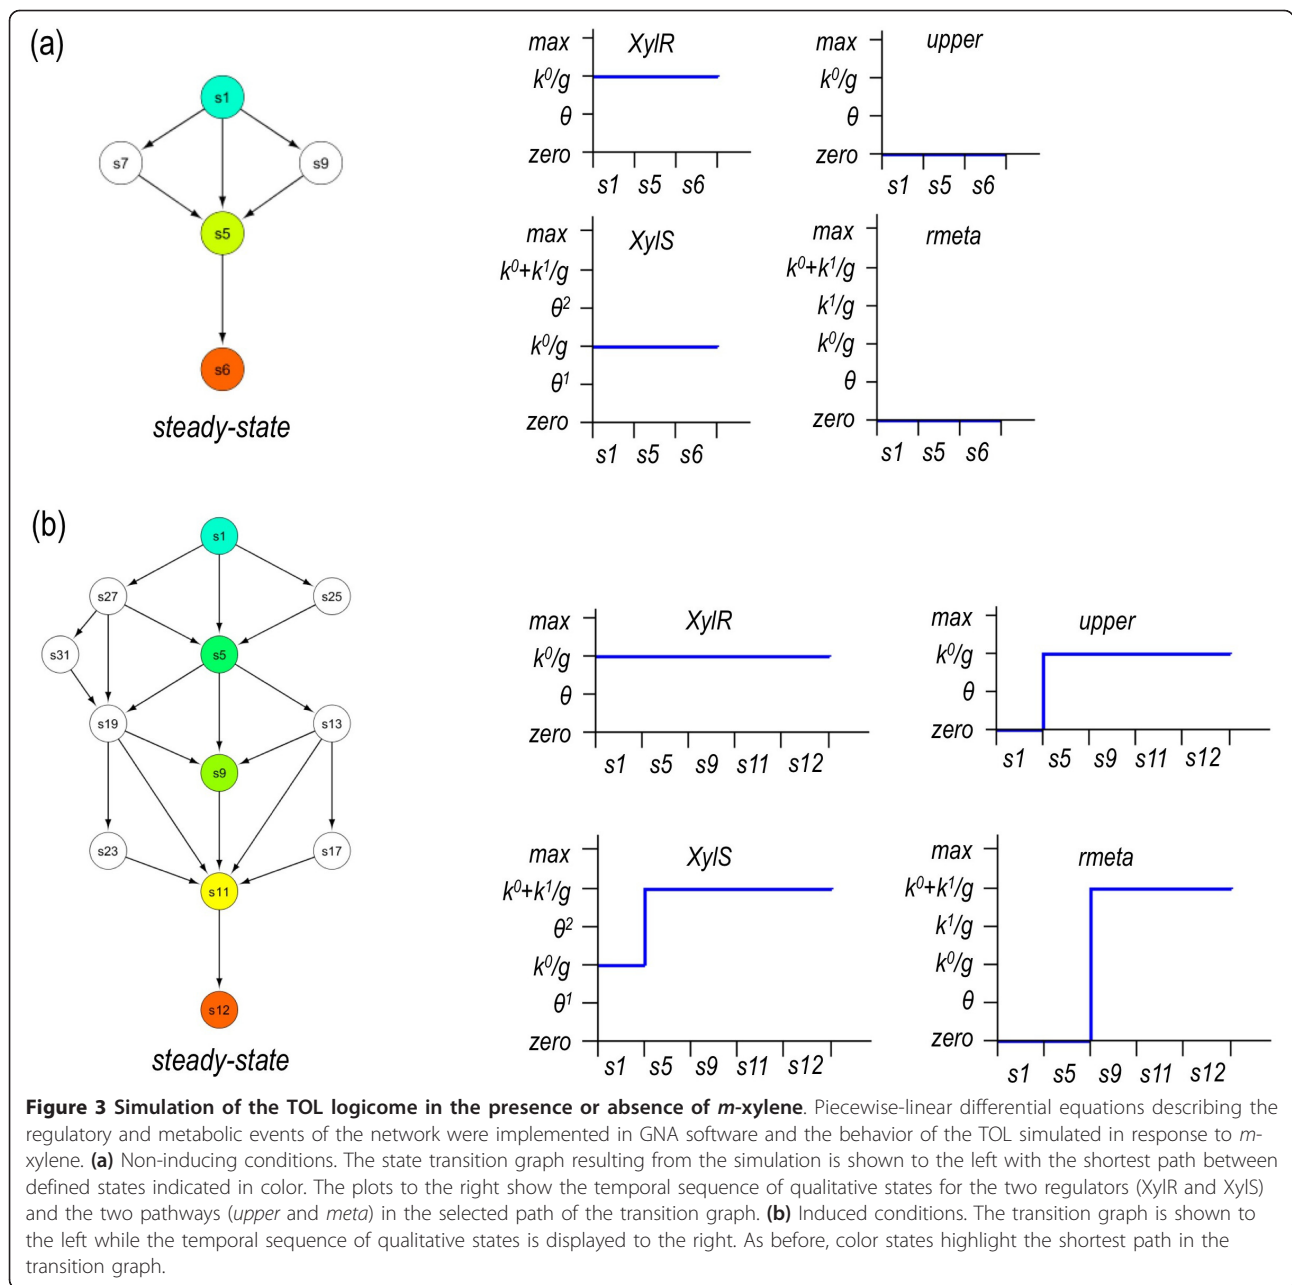 (a)
s1
s7
s9
s5
s6
steady-state
XylR
max
k⁰/g
θ
zero
s1 s5 s6
upper
max
k⁰/g
θ
zero
s1 s5 s6
XylS
max
k⁰+k¹/g
θ²
k⁰/g
θ¹
zero
s1 s5 s6
rmeta
max
k⁰+k¹/g
k¹/g
k⁰/g
θ
zero
s1 s5 s6
(b)
s1
s27
s25
s31
s5
s19
s13
s9
s23
s17
s11
s12
steady-state
XylR
max
k⁰/g
θ
zero
s1 s5 s9 s11 s12
upper
max
k⁰/g
θ
zero
s1 s5 s9 s11 s12
XylS
max
k⁰+k¹/g
θ²
k⁰/g
θ¹
zero
s1 s5 s9 s11 s12
rmeta
max
k⁰+k¹/g
k¹/g
k⁰/g
θ
zero
s1 s5 s9 s11 s12
Figure 3 Simulation of the TOL logicome in the presence or absence of m-xylene. Piecewise-linear differential equations describing the
regulatory and metabolic events of the network were implemented in GNA software and the behavior of the TOL simulated in response to m-
xylene. (a) Non-inducing conditions. The state transition graph resulting from the simulation is shown to the left with the shortest path between
defined states indicated in color. The plots to the right show the temporal sequence of qualitative states for the two regulators (XylR and XylS)
and the two pathways (upper and meta) in the selected path of the transition graph. (b) Induced conditions. The transition graph is shown to
the left while the temporal sequence of qualitative states is displayed to the right. As before, color states highlight the shortest path in the
transition graph.